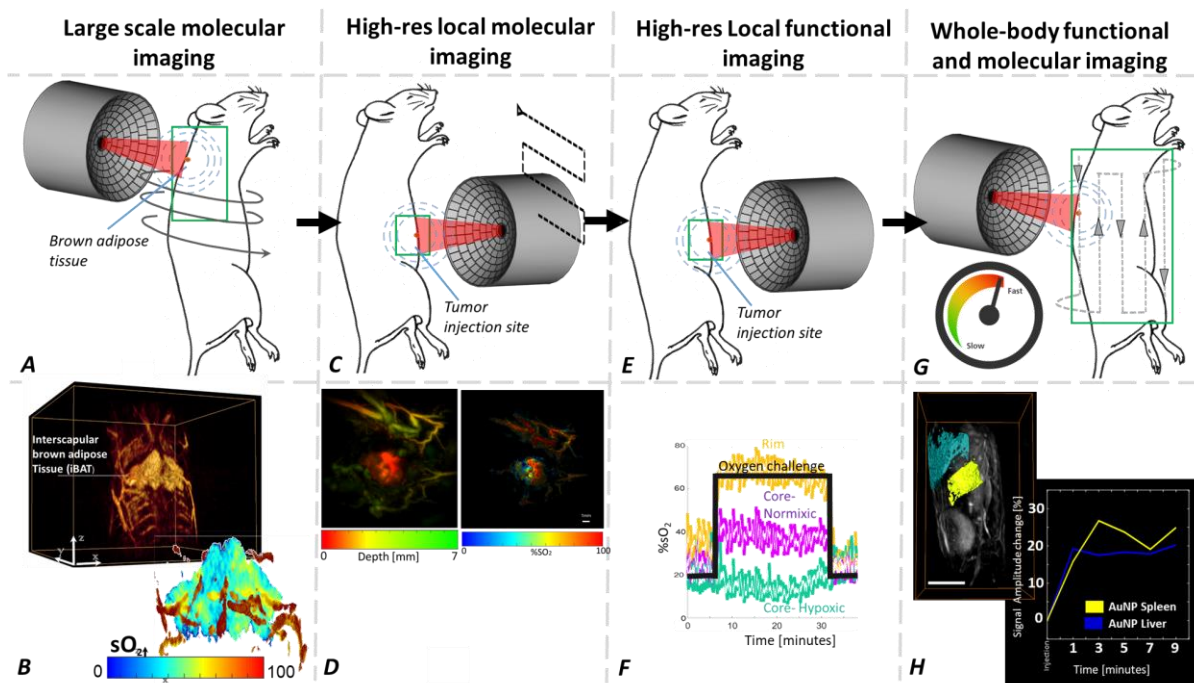 Large scale molecular
imaging
High-res local molecular
imaging
High-res Local functional
imaging
Whole-body functional
and molecular imaging
Brown adipose
tissue
A
Tumor
injection site
C
Tumor
injection site
E
Fast
Slow
G
Interscapular
brown adipose
Tissue (iBAT)
z
y
x
sO2
0
100
x
B
0
Depth [mm]
7
0
%SO2
100
D
80
60
40
20
0
%sO2
Rim
Oxygen challenge
Core-
Normixic
Core- Hypoxic
0
10
20
30
Time [minutes]
F
Signal Amplitude change [%]
30
20
10
0
AuNP Spleen
AuNP Liver
Injection
1
3
5
7
9
Time [minutes]
H